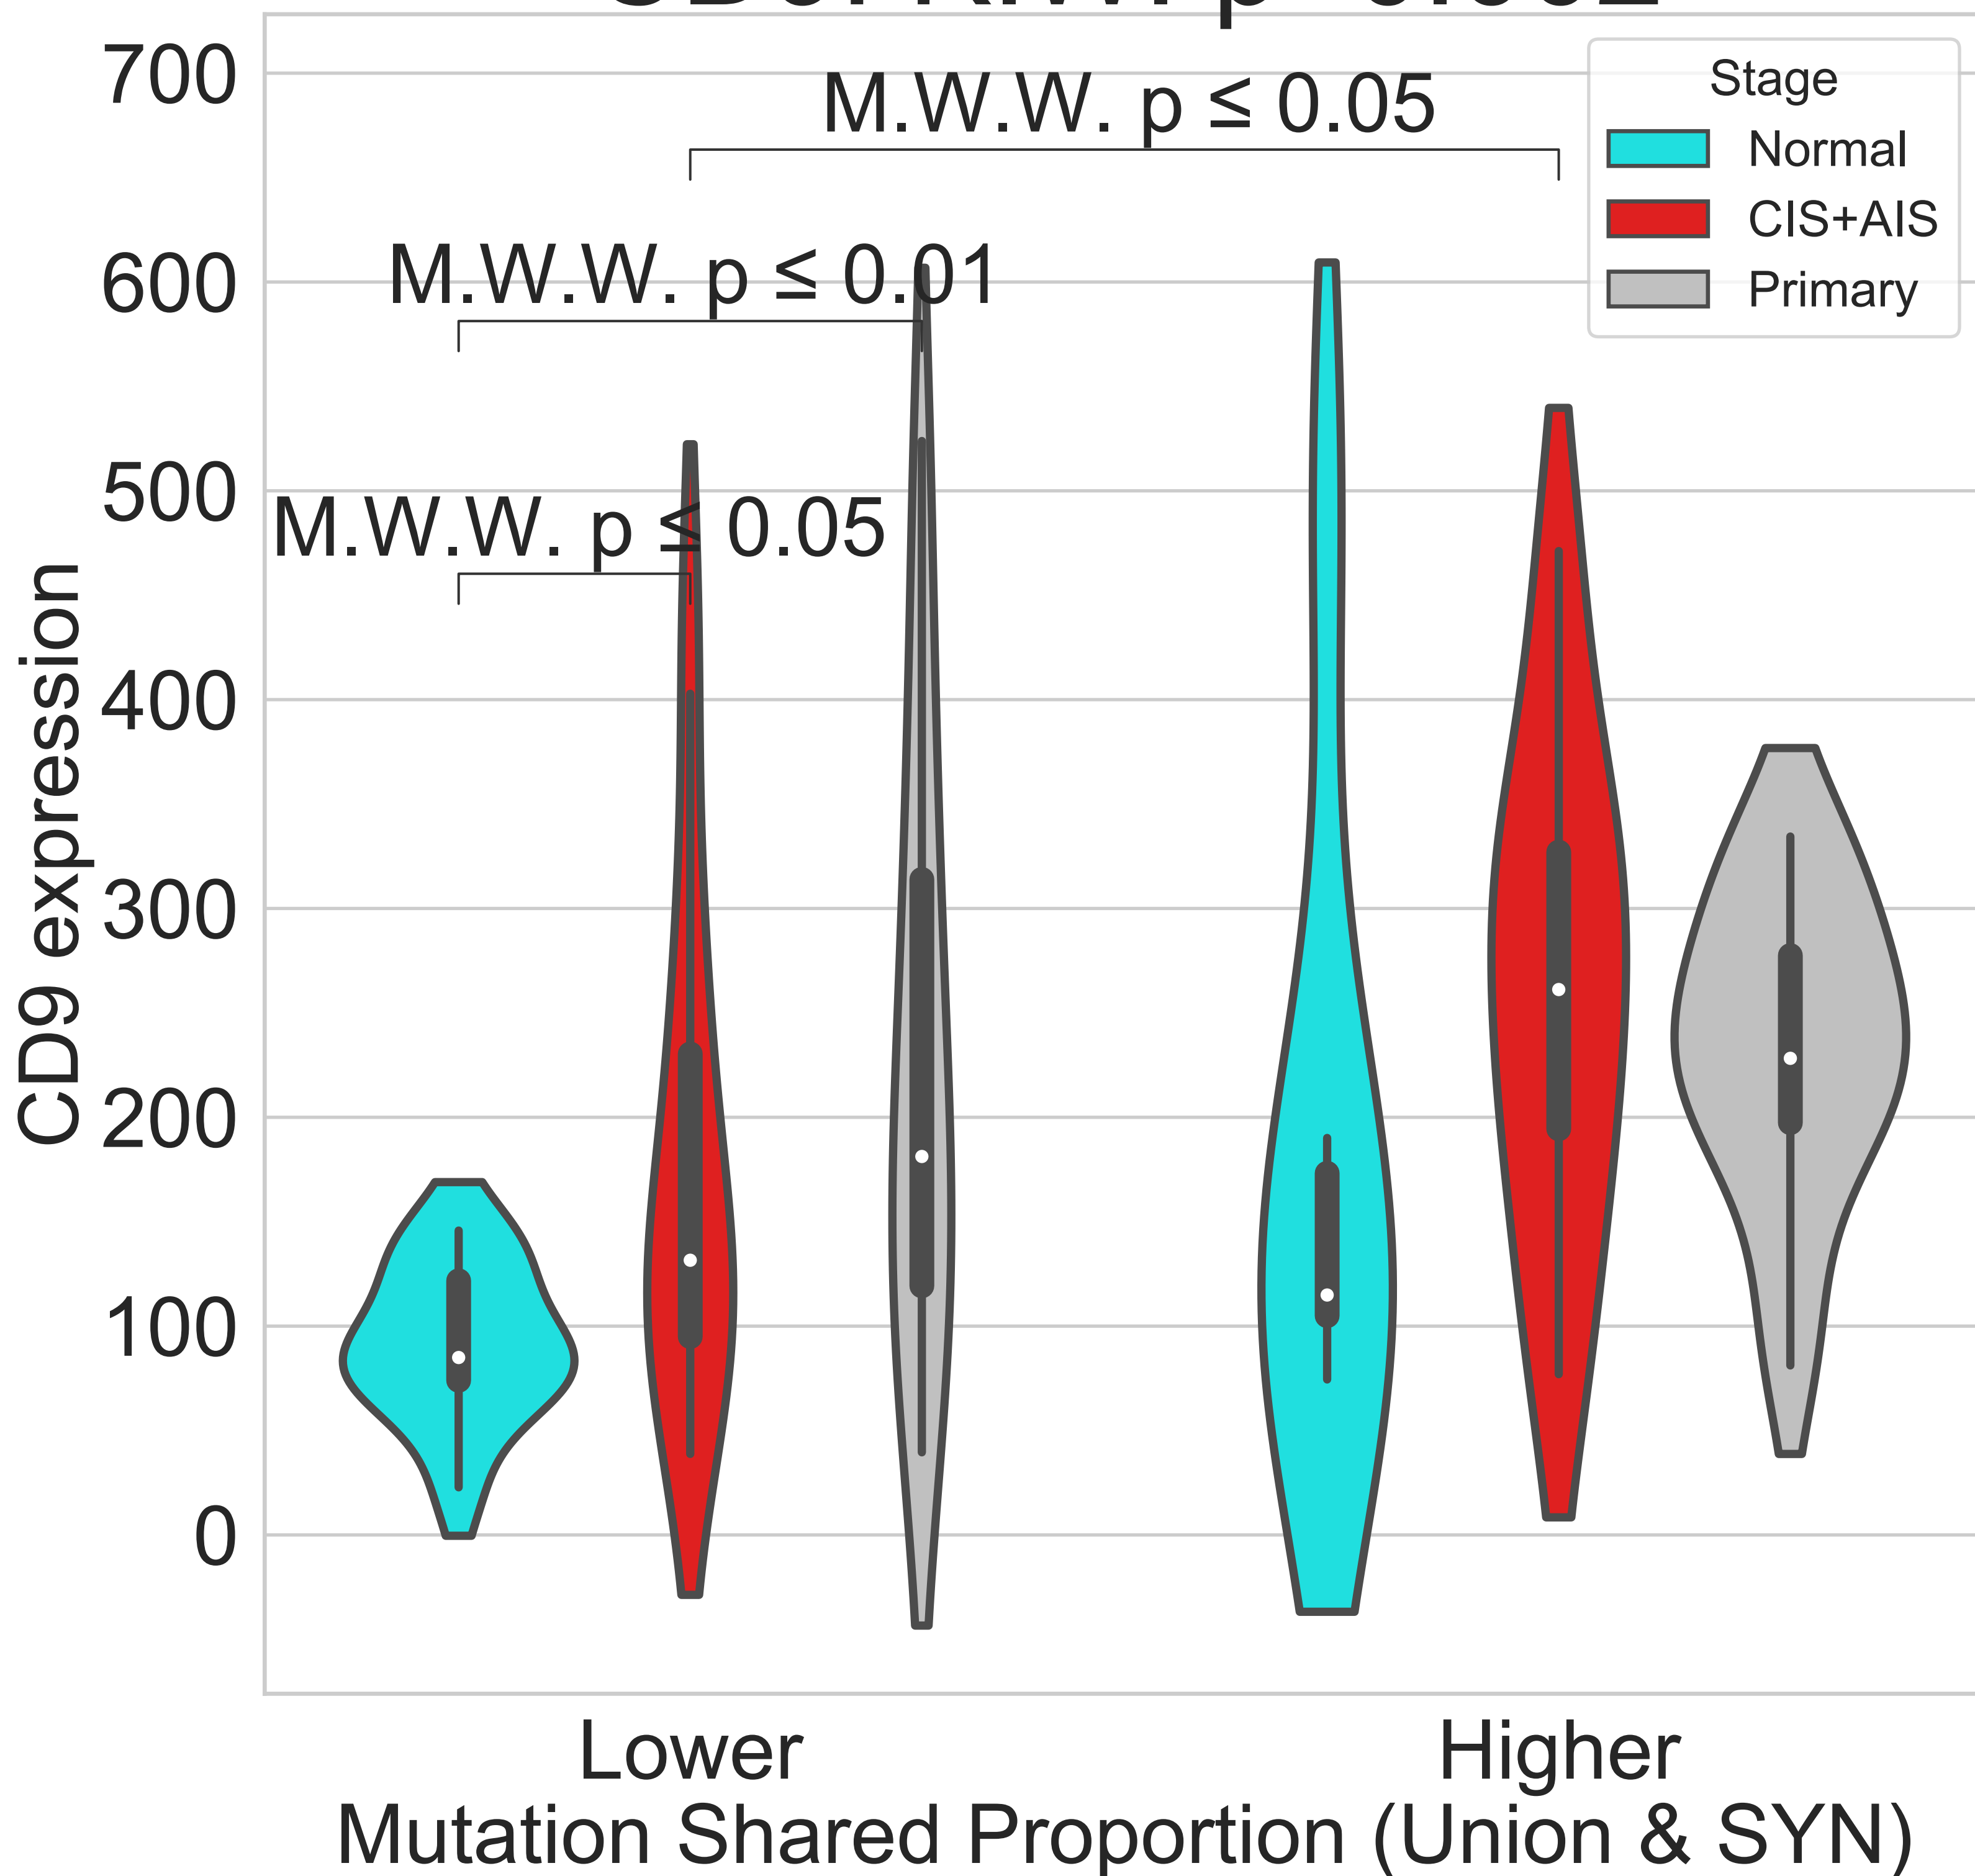 700
M.W.W. p ≤ 0.05
Stage
Normal
CIS+AIS
Primary
600
M.W.W. p ≤ 0.01
500
M.W.W. p ≤ 0.05
400
300
200
100
0
CD9 expression
Lower
Higher
Mutation Shared Proportion (Union & SYN)